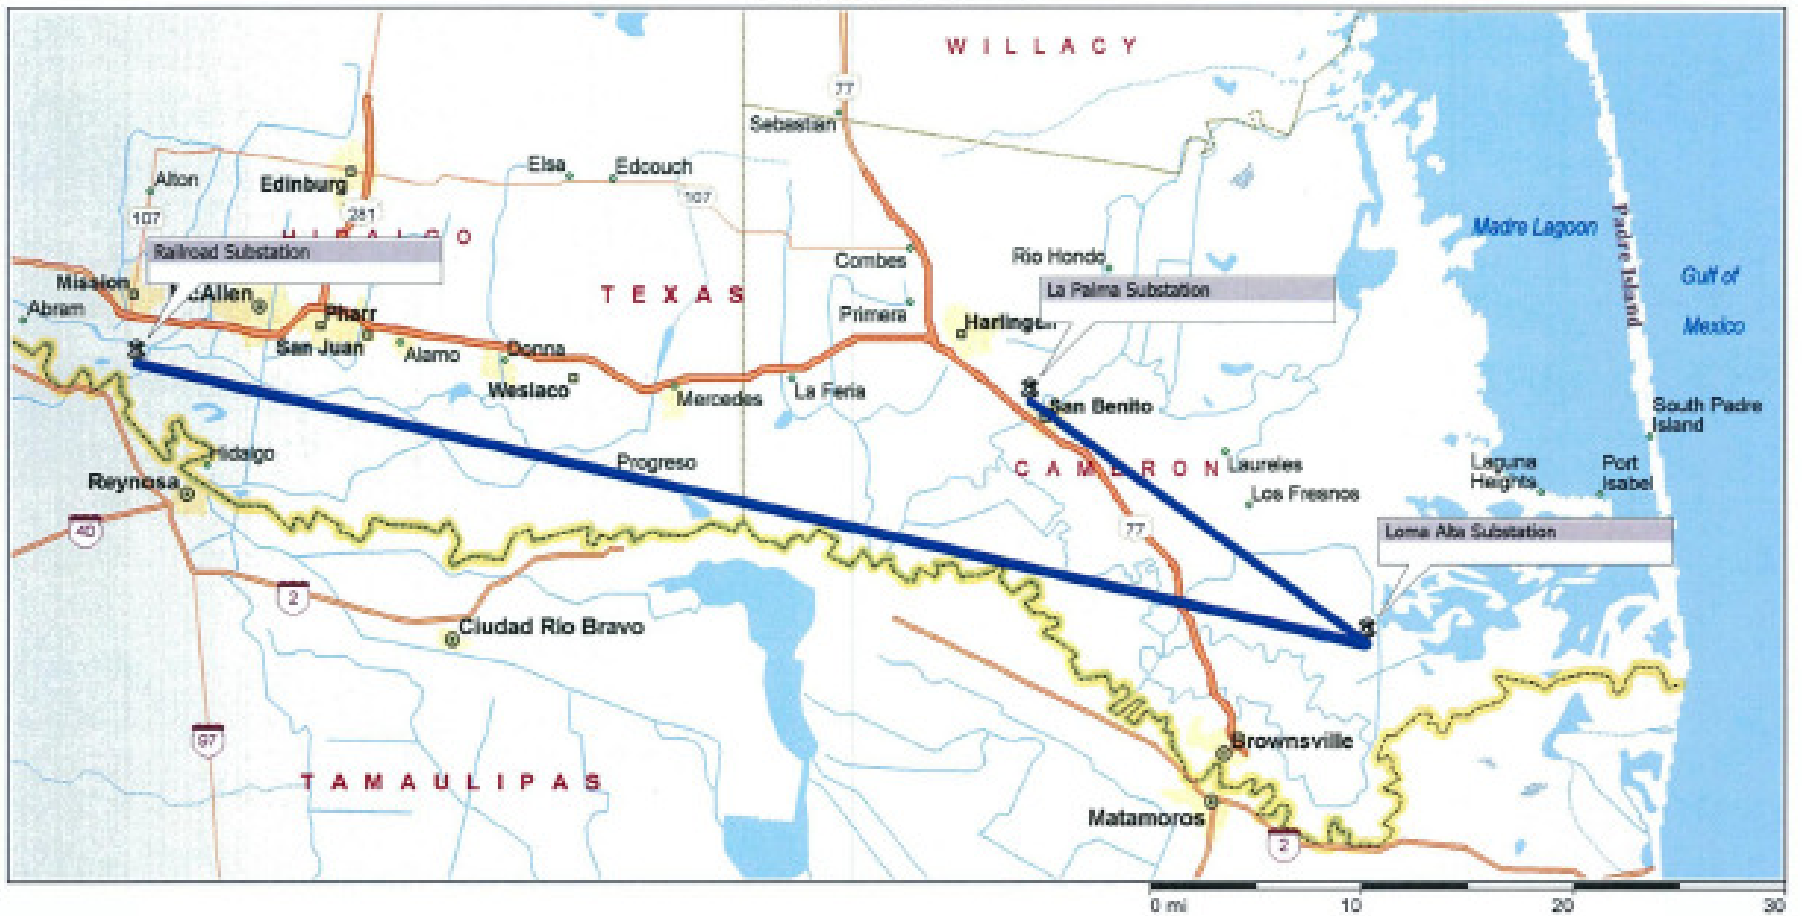 WILLACY
77
Sebastian
Elsa
Edcouch
Alton
Edinburg
107
107
281
HIDALGO
Railroad Substation
Combes
Rio Hondo
Madre Lagoon
Padre Island
Gulf of
Mexico
Mission
McAllen
TEXAS
La Palma Substation
Abram
Pharr
Primera
Harlingen
San Juan
Alamo
Donna
Weslaco
Mercedes
La Feria
San Benito
South Padre
Island
Hidalgo
Progreso
CAMERON
Laureles
Laguna
Heights
Port
Isabel
Reynosa
Los Fresnos
40
77
Loma Alta Substation
2
Ciudad Río Bravo
97
Brownsville
TAMAULIPAS
Matamoros
2
0 mi
10
20
30